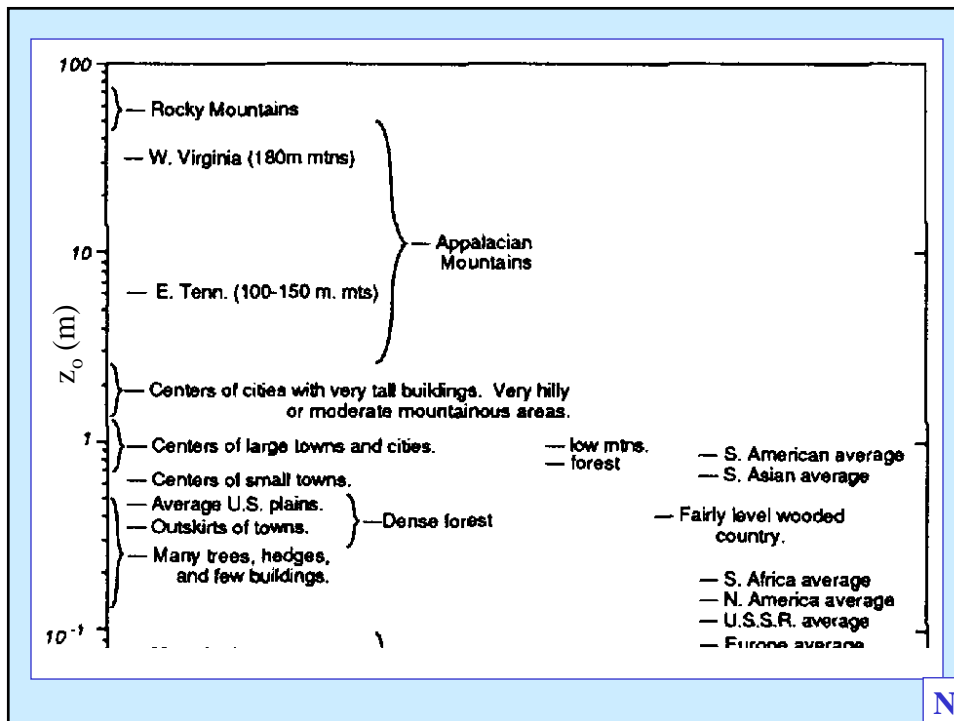 100
Rocky Mountains
W. Virginia (180m mtns)
10
Appalacian
Mountains
E. Tenn. (100-150 m. mts)
z₀ (m)
Centers of cities with very tall buildings. Very hilly
or moderate mountainous areas.
1
Centers of large towns and cities.
low mtns.
forest
S. American average
S. Asian average
Centers of small towns.
Average U.S. plains.
Outskirts of towns.
Dense forest
Fairly level wooded
country.
Many trees, hedges,
and few buildings.
S. Africa average
N. America average
U.S.S.R. average
10⁻¹
Europe average
N